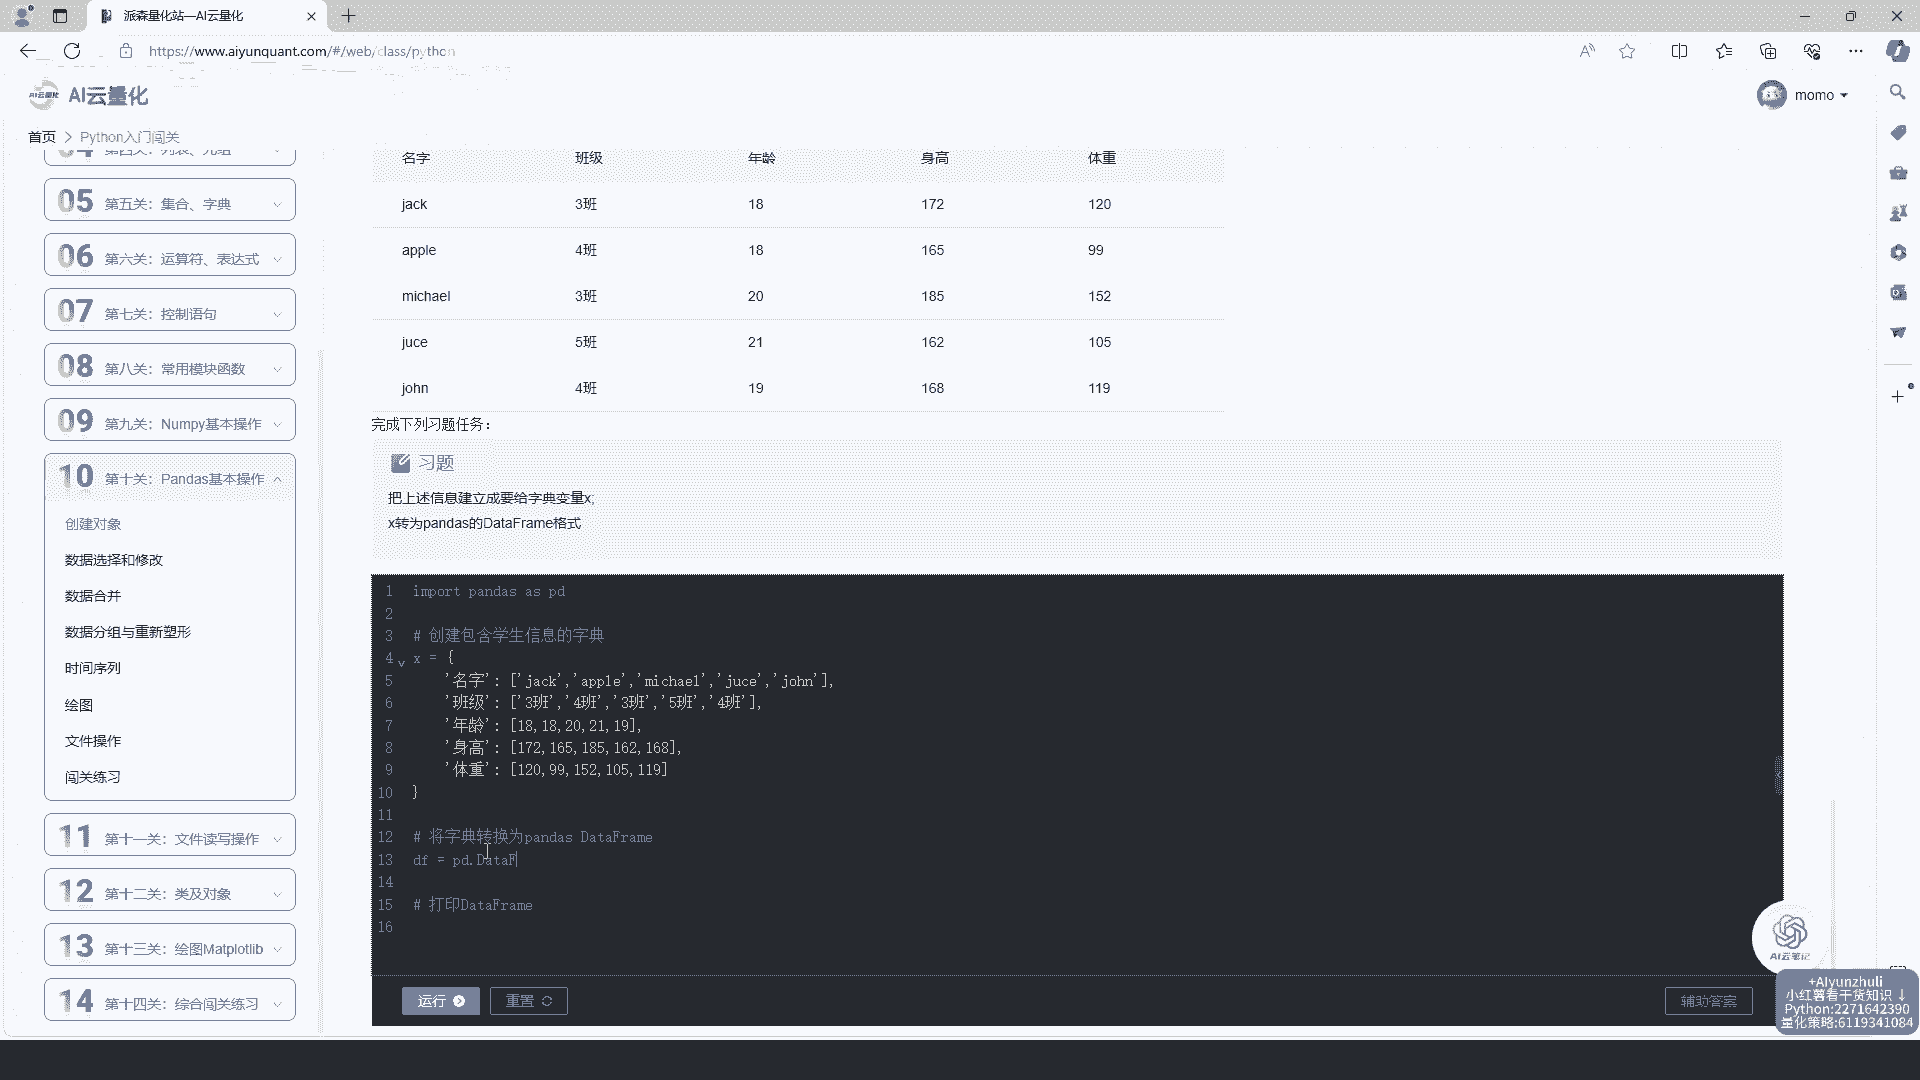 派森量化站—AI云量化
https://www.aiyunquant.com/#/web/class/python
AI云量化
momo
首页 > Python入门闯关
05 第五关：集合、字典
06 第六关：运算符、表达式
07 第七关：控制语句
08 第八关：常用模块函数
09 第九关：Numpy基本操作
10 第十关：Pandas基本操作
创建对象
数据选择和修改
数据合并
数据分组与重新塑形
时间序列
绘图
文件操作
闯关练习
11 第十一关：文件读写操作
12 第十二关：类及对象
13 第十三关：绘图Matplotlib
14 第十四关：综合闯关练习
名字 班级 年龄 身高 体重
jack 3班 18 172 120
apple 4班 18 165 99
michael 3班 20 185 152
juce 5班 21 162 105
john 4班 19 168 119
完成下列习题任务：
习题
把上述信息建立成要给字典变量x;
x转为pandas的DataFrame格式
1 import pandas as pd
2
3 # 创建包含学生信息的字典
4 x = {
5 '名字': ['jack','apple','michael','juce','john'],
6 '班级': ['3班','4班','3班','5班','4班'],
7 '年龄': [18,18,20,21,19],
8 '身高': [172,165,185,162,168],
9 '体重': [120,99,152,105,119]
10 }
11
12 # 将字典转换为pandas DataFrame
13 df = pd.DataF
14
15 # 打印DataFrame
16
运行 重置 辅助答案
AI云笔记
+AIyunzhuli
小红薯看干货知识 ↓
Python:2271642390
量化策略:6119341084